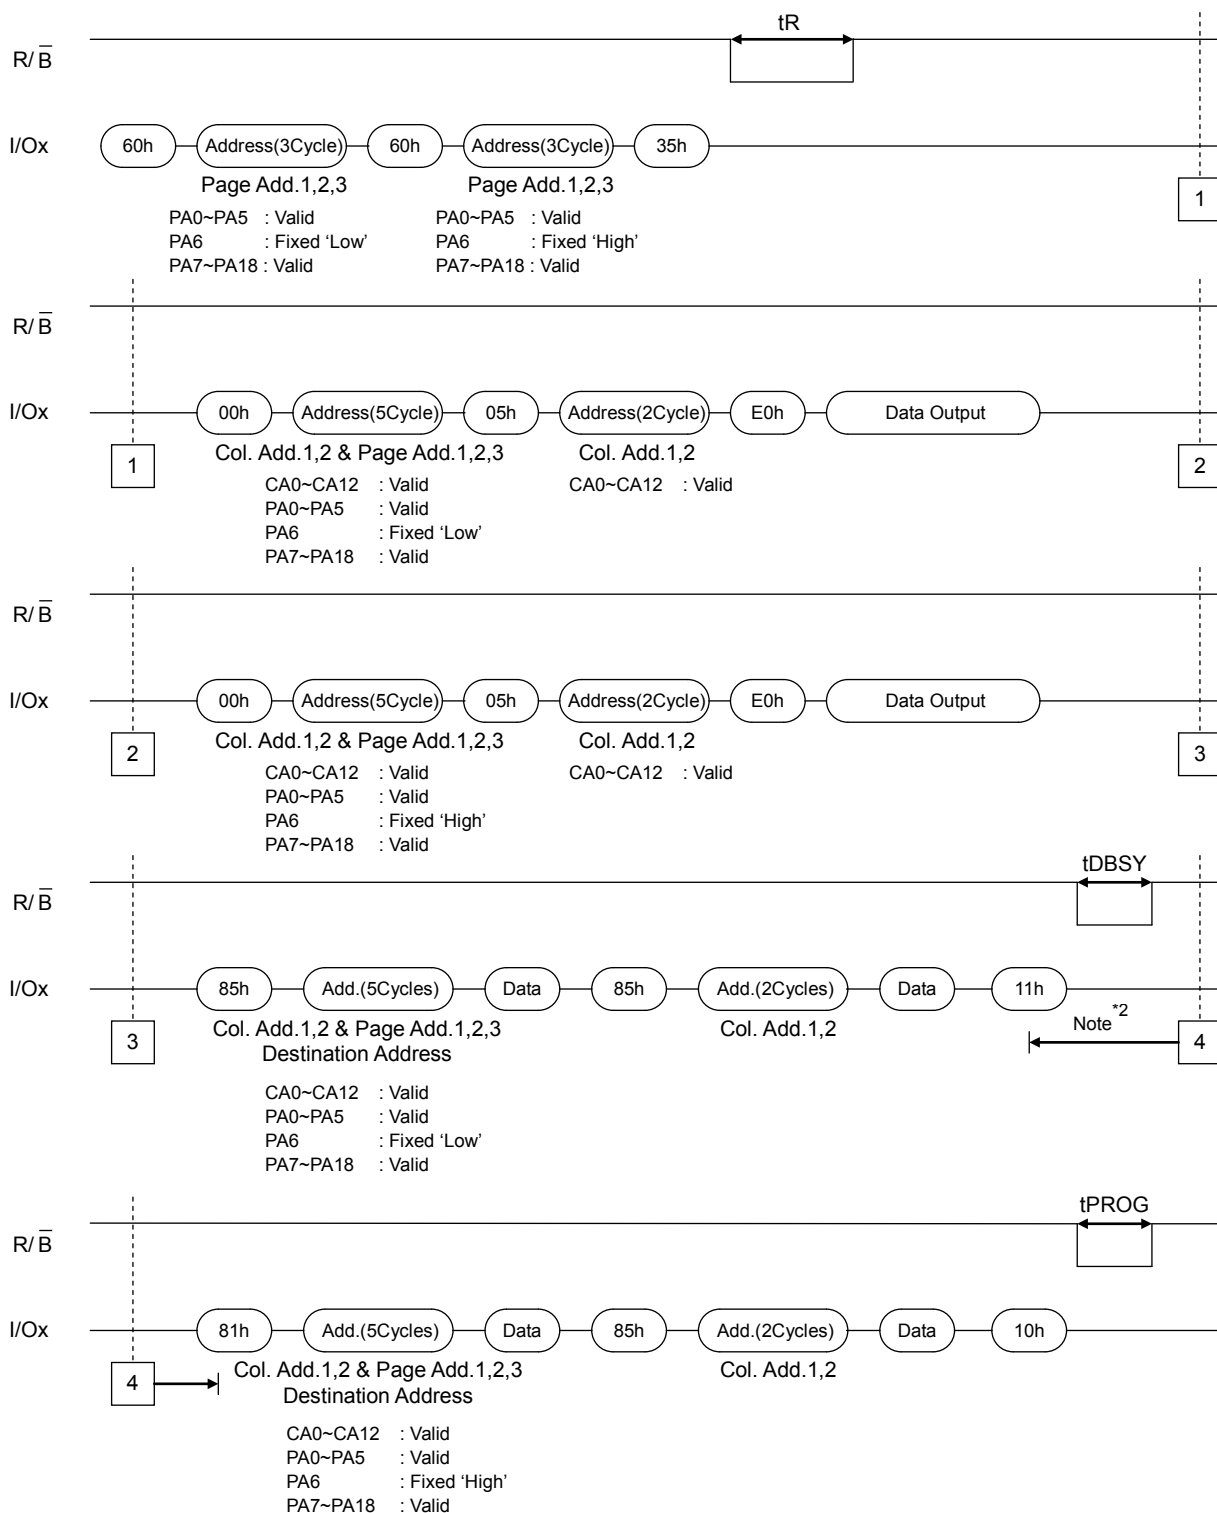 tR
R/B̅
I/Ox 60h Address(3Cycle) 60h Address(3Cycle) 35h
Page Add.1,2,3 Page Add.1,2,3
1
PA0~PA5 : Valid PA0~PA5 : Valid
PA6 : Fixed ‘Low’ PA6 : Fixed ‘High’
PA7~PA18 : Valid PA7~PA18 : Valid
R/B̅
I/Ox 00h Address(5Cycle) 05h Address(2Cycle) E0h Data Output
1 Col. Add.1,2 & Page Add.1,2,3 Col. Add.1,2 2
CA0~CA12 : Valid CA0~CA12 : Valid
PA0~PA5 : Valid
PA6 : Fixed ‘Low’
PA7~PA18 : Valid
R/B̅
I/Ox 00h Address(5Cycle) 05h Address(2Cycle) E0h Data Output
2 Col. Add.1,2 & Page Add.1,2,3 Col. Add.1,2 3
CA0~CA12 : Valid CA0~CA12 : Valid
PA0~PA5 : Valid
PA6 : Fixed ‘High’
PA7~PA18 : Valid
tDBSY
R/B̅
I/Ox 85h Add.(5Cycles) Data 85h Add.(2Cycles) Data 11h
3 Col. Add.1,2 & Page Add.1,2,3 Col. Add.1,2 Note*2 4
Destination Address
CA0~CA12 : Valid
PA0~PA5 : Valid
PA6 : Fixed ‘Low’
PA7~PA18 : Valid
tPROG
R/B̅
I/Ox 81h Add.(5Cycles) Data 85h Add.(2Cycles) Data 10h
4 Col. Add.1,2 & Page Add.1,2,3 Col. Add.1,2
Destination Address
CA0~CA12 : Valid
PA0~PA5 : Valid
PA6 : Fixed ‘High’
PA7~PA18 : Valid